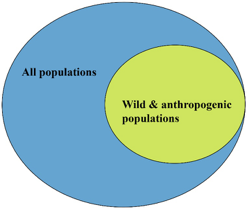 All populations
Wild & anthropogenic
populations